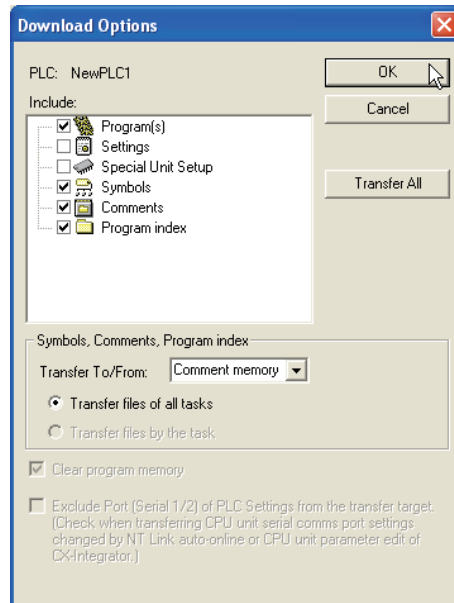 Download Options
PLC: NewPLC1
OK
Include:
Cancel
Program(s)
Settings
Special Unit Setup
Transfer All
Symbols
Comments
Program index
Symbols, Comments, Program index
Transfer To/From: Comment memory
Transfer files of all tasks
Transfer files by the task
Clear program memory
Exclude Port (Serial 1/2) of PLC Settings from the transfer target.
(Check when transferring CPU unit serial comms port settings
changed by NT Link auto-online or CPU unit parameter edit of
CX-Integrator.)